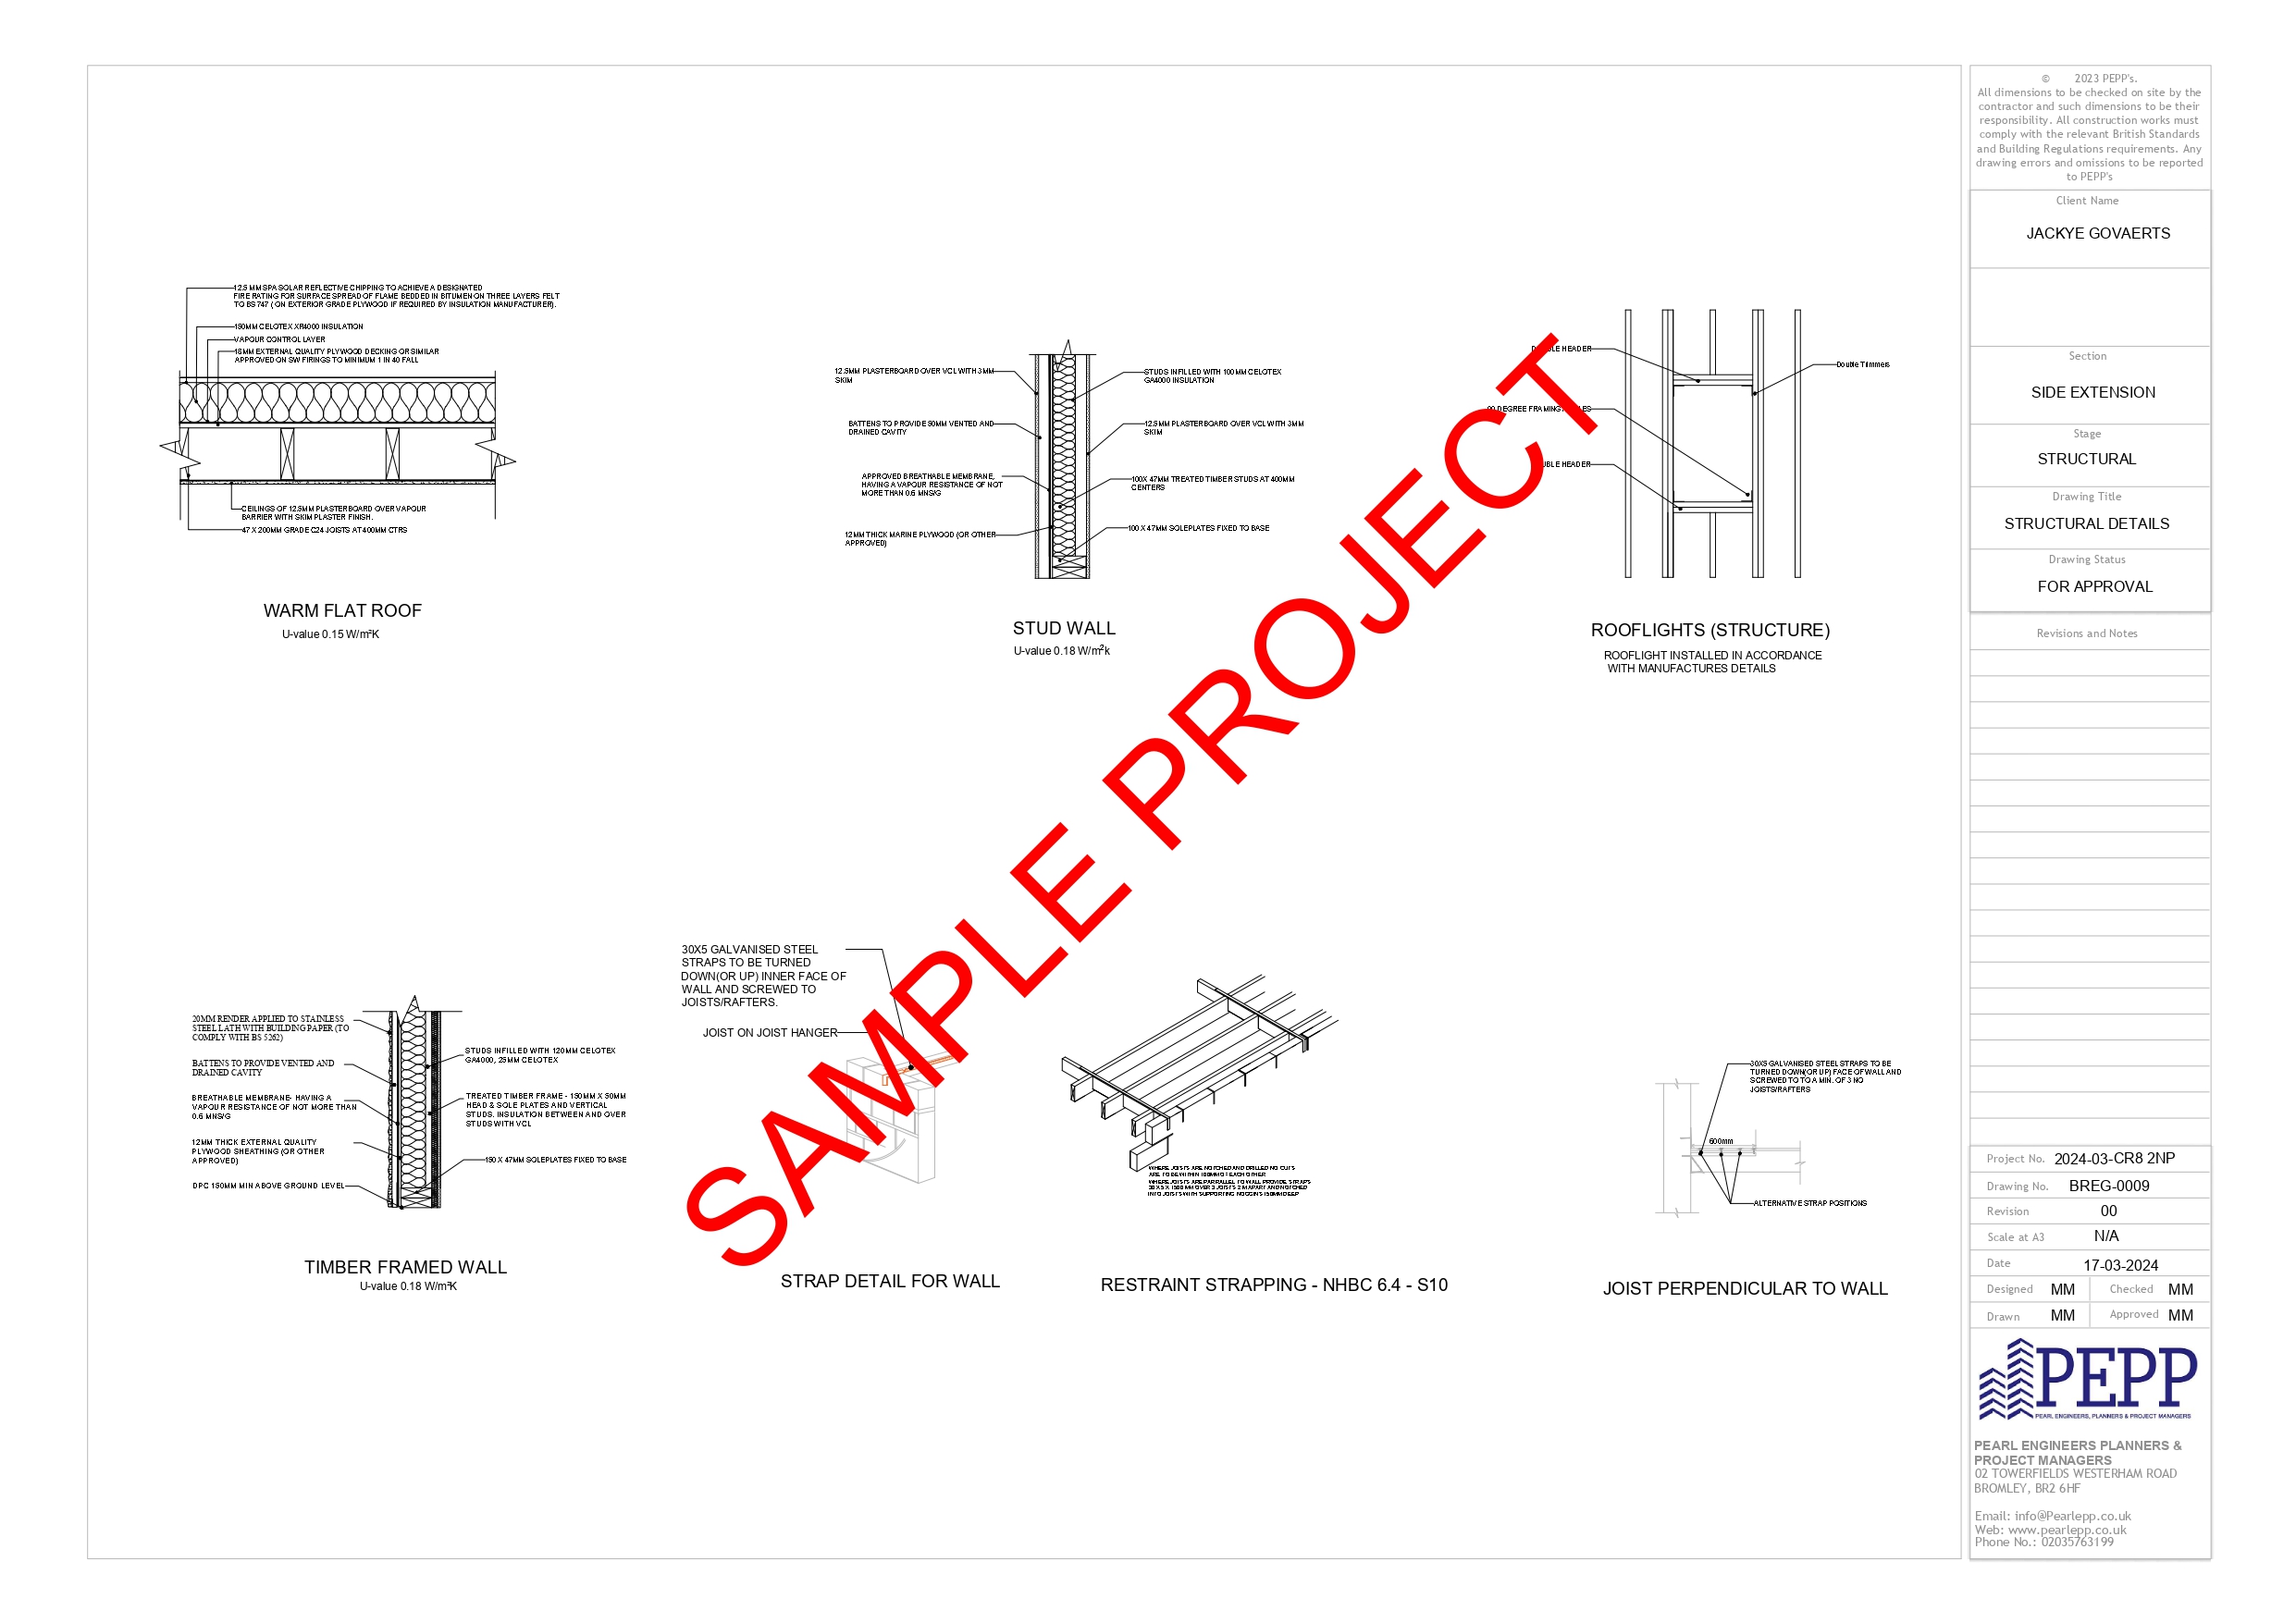 12.5 MM SPA SOLAR REFLECTIVE CHIPPING TO ACHIEVE A DESIGNATED
FIRE RATING FOR SURFACE SPREAD OF FLAME BEDDED IN BITUMEN ON THREE LAYERS FELT
TO BS 747 ( ON EXTERIOR GRADE PLYWOOD IF REQUIRED BY INSULATION MANUFACTURER).
150MM CELOTEX XR4000 INSULATION
VAPOUR CONTROL LAYER
18MM EXTERNAL QUALITY PLYWOOD DECKING OR SIMILAR
APPROVED ON SW FIRINGS TO MINIMUM 1 IN 40 FALL
CEILINGS OF 12.5MM PLASTERBOARD OVER VAPOUR
BARRIER WITH SKIM PLASTER FINISH.
47 X 200MM GRADE C24 JOISTS AT 400MM CTRS
WARM FLAT ROOF
U-value 0.15 W/m²K
12.5MM PLASTERBOARD OVER VCL WITH 3MM
SKIM
BATTENS TO PROVIDE 50MM VENTED AND
DRAINED CAVITY
APPROVED BREATHABLE MEMBRANE,
HAVING A VAPOUR RESISTANCE OF NOT
MORE THAN 0.6 MNS/G
12MM THICK MARINE PLYWOOD (OR OTHER
APPROVED)
STUDS INFILLED WITH 100MM CELOTEX
GA4000 INSULATION
12.5MM PLASTERBOARD OVER VCL WITH 3MM
SKIM
100X 47MM TREATED TIMBER STUDS AT 400MM
CENTERS
100 X 47MM SOLEPLATES FIXED TO BASE
STUD WALL
U-value 0.18 W/m²k
HEADER
DEGREE FRAMING
HEADER
Double Trimmers
ROOFLIGHTS (STRUCTURE)
ROOFLIGHT INSTALLED IN ACCORDANCE
WITH MANUFACTURES DETAILS
SAMPLE PROJECT
20MM RENDER APPLIED TO STAINLESS
STEEL LATH WITH BUILDING PAPER (TO
COMPLY WITH BS 5262)
BATTENS TO PROVIDE VENTED AND
DRAINED CAVITY
BREATHABLE MEMBRANE- HAVING A
VAPOUR RESISTANCE OF NOT MORE THAN
0.6 MNS/G
12MM THICK EXTERNAL QUALITY
PLYWOOD SHEATHING (OR OTHER
APPROVED)
DPC 150MM MIN ABOVE GROUND LEVEL
STUDS INFILLED WITH 120MM CELOTEX
GA4000, 25MM CELOTEX
TREATED TIMBER FRAME - 150MM X 50MM
HEAD & SOLE PLATES AND VERTICAL
STUDS. INSULATION BETWEEN AND OVER
STUDS WITH VCL
150 X 47MM SOLEPLATES FIXED TO BASE
TIMBER FRAMED WALL
U-value 0.18 W/m²K
30X5 GALVANISED STEEL
STRAPS TO BE TURNED
DOWN(OR UP) INNER FACE OF
WALL AND SCREWED TO
JOISTS/RAFTERS.
JOIST ON JOIST HANGER
STRAP DETAIL FOR WALL
WHERE JOISTS ARE NOTCHED AND DRILLED NO CUTS
ARE TO BE WITHIN 100MM OF EACH OTHER
WHERE JOISTS ARE PARRALLEL TO WALL PROVIDE STRAPS
30 X 5 X 1500 MM OVER 3 JOISTS 2 M APART AND NOTCHED
INTO JOISTS WITH SUPPORTING NOGGINS 150MM DEEP
RESTRAINT STRAPPING - NHBC 6.4 - S10
30X5 GALVANISED STEEL STRAPS TO BE
TURNED DOWN(OR UP) FACE OF WALL AND
SCREWED TO TO A MIN. OF 3 NO
JOISTS/RAFTERS
600mm
ALTERNATIVE STRAP POSITIONS
JOIST PERPENDICULAR TO WALL
© 2023 PEPP's.
All dimensions to be checked on site by the
contractor and such dimensions to be their
responsibility. All construction works must
comply with the relevant British Standards
and Building Regulations requirements. Any
drawing errors and omissions to be reported
to PEPP's
Client Name
JACKYE GOVAERTS
Section
SIDE EXTENSION
Stage
STRUCTURAL
Drawing Title
STRUCTURAL DETAILS
Drawing Status
FOR APPROVAL
Revisions and Notes
Project No. 2024-03-CR8 2NP
Drawing No. BREG-0009
Revision 00
Scale at A3 N/A
Date 17-03-2024
Designed MM Checked MM
Drawn MM Approved MM
PEPP
PEARL ENGINEERS, PLANNERS & PROJECT MANAGERS
PEARL ENGINEERS PLANNERS &
PROJECT MANAGERS
02 TOWERFIELDS WESTERHAM ROAD
BROMLEY, BR2 6HF
Email: info@Pearlepp.co.uk
Web: www.pearlepp.co.uk
Phone No.: 02035763199